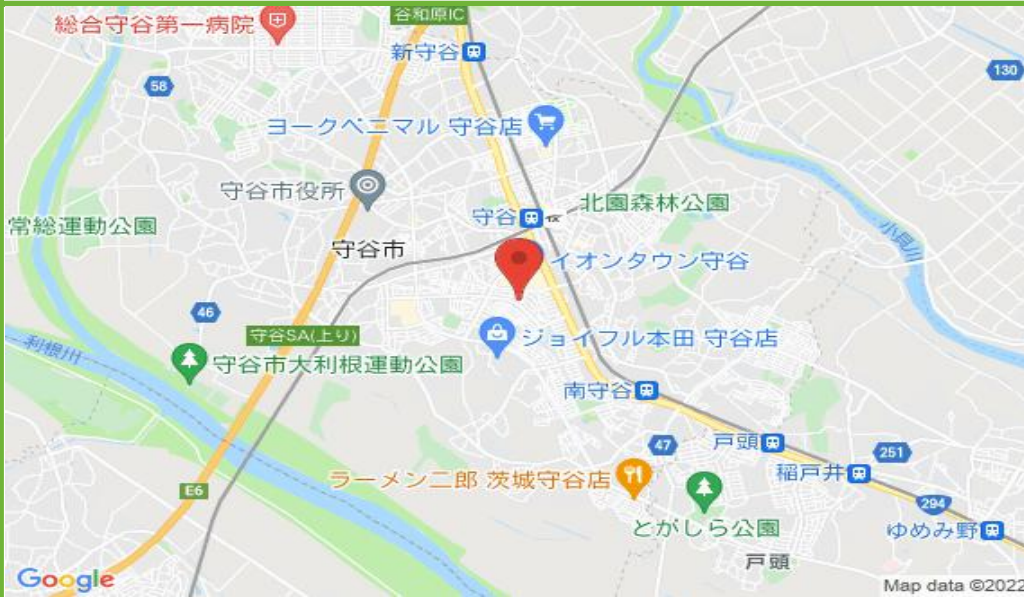 谷和原IC
総合守谷第一病院
新守谷
58
130
ヨークベニマル 守谷店
守谷市役所
北園森林公園
守谷
常総運動公園
小貝川
守谷市
イオンタウン守谷
46
守谷SA(上り)
ジョイフル本田 守谷店
利根川
守谷市大利根運動公園
南守谷
47
戸頭
251
稲戸井
ラーメン二郎 茨城守谷店
E6
294
とがしら公園
ゆめみ野
戸頭
Google
Map data ©2022